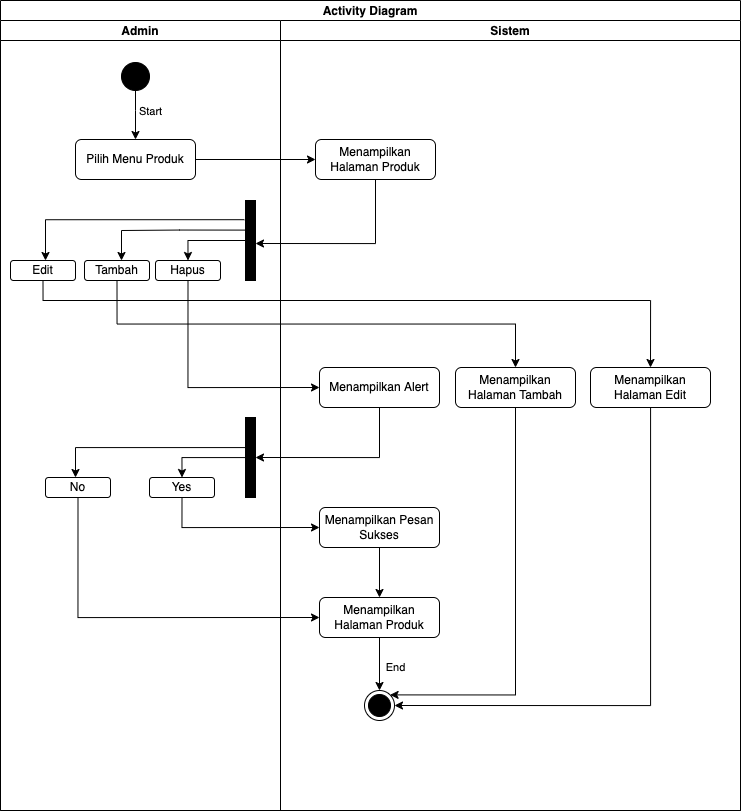 Activity Diagram
Admin
Sistem
Start
Pilih Menu Produk
Menampilkan
Halaman Produk
Edit
Tambah
Hapus
Menampilkan Alert
Menampilkan
Halaman Tambah
Menampilkan
Halaman Edit
No
Yes
Menampilkan Pesan
Sukses
Menampilkan
Halaman Produk
End